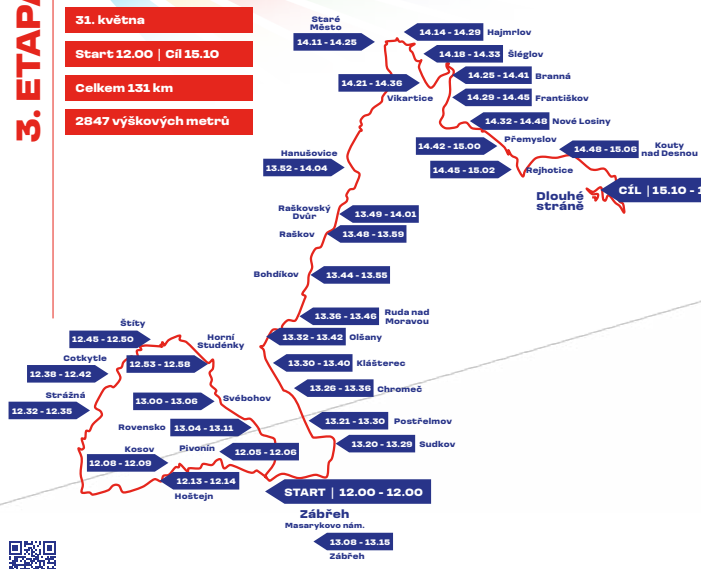 3. ETAPA
31. května
Start 12.00 | Cíl 15.10
Celkem 131 km
2847 výškových metrů
Staré
Město
14.11 - 14.25
14.14 - 14.29 Hajmrlov
14.18 - 14.33 Šléglov
14.21 - 14.36
Vikartice
14.25 - 14.41 Branná
14.29 - 14.45 Františkov
14.32 - 14.48 Nové Losiny
Přemyslov
14.42 - 15.00
14.48 - 15.06 Kouty
nad Desnou
14.45 - 15.02 Rejhotice
Dlouhé
stráně
CÍL | 15.10 - 1
Hanušovice
13.52 - 14.04
Raškovský
Dvůr
13.49 - 14.01
Raškov 13.48 - 13.59
Bohdíkov 13.44 - 13.55
13.36 - 13.46 Ruda nad
Moravou
13.32 - 13.42 Olšany
13.30 - 13.40 Klášterec
13.26 - 13.36 Chromeč
13.21 - 13.30 Postřelmov
13.20 - 13.29 Sudkov
Štíty
12.45 - 12.50
Horní
Studénky
12.53 - 12.58
Cotkytle
12.38 - 12.42
Strážná
12.32 - 12.35
13.00 - 13.06 Svébohov
Rovensko 13.04 - 13.11
Kosov
12.08 - 12.09
Pivonín
12.05 - 12.06
12.13 - 12.14
Hoštejn
START | 12.00 - 12.00
Zábřeh
Masarykovo nám.
13.08 - 13.15
Zábřeh